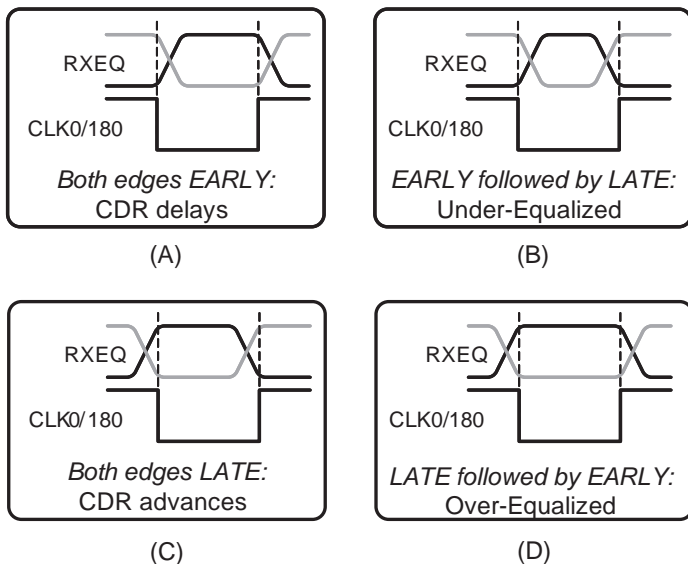 RXEQ
CLK0/180
Both edges EARLY:
CDR delays
(A)
RXEQ
CLK0/180
EARLY followed by LATE:
Under-Equalized
(B)
RXEQ
CLK0/180
Both edges LATE:
CDR advances
(C)
RXEQ
CLK0/180
LATE followed by EARLY:
Over-Equalized
(D)